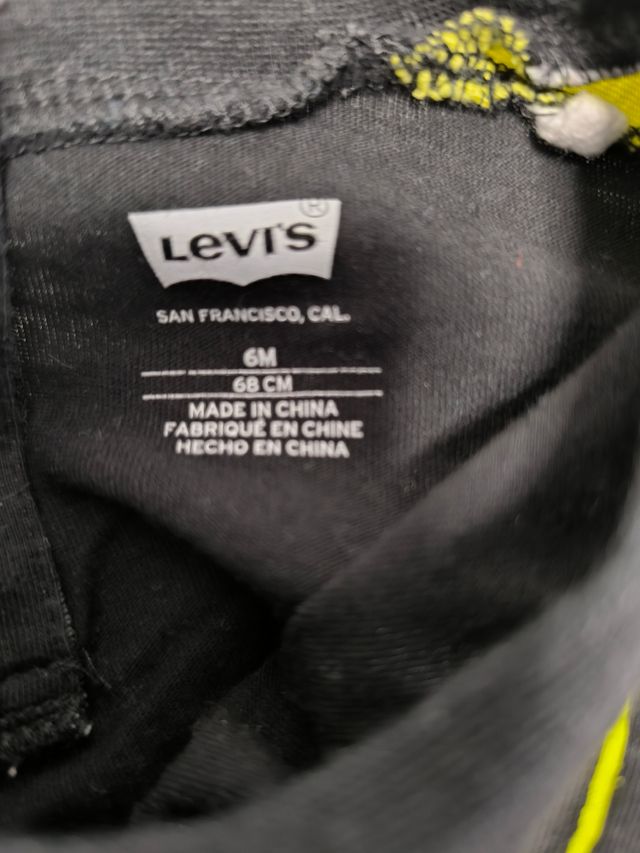 LEVI'S ®
SAN FRANCISCO, CAL.
6M
68 CM
MADE IN CHINA
FABRIQUÉ EN CHINE
HECHO EN CHINA